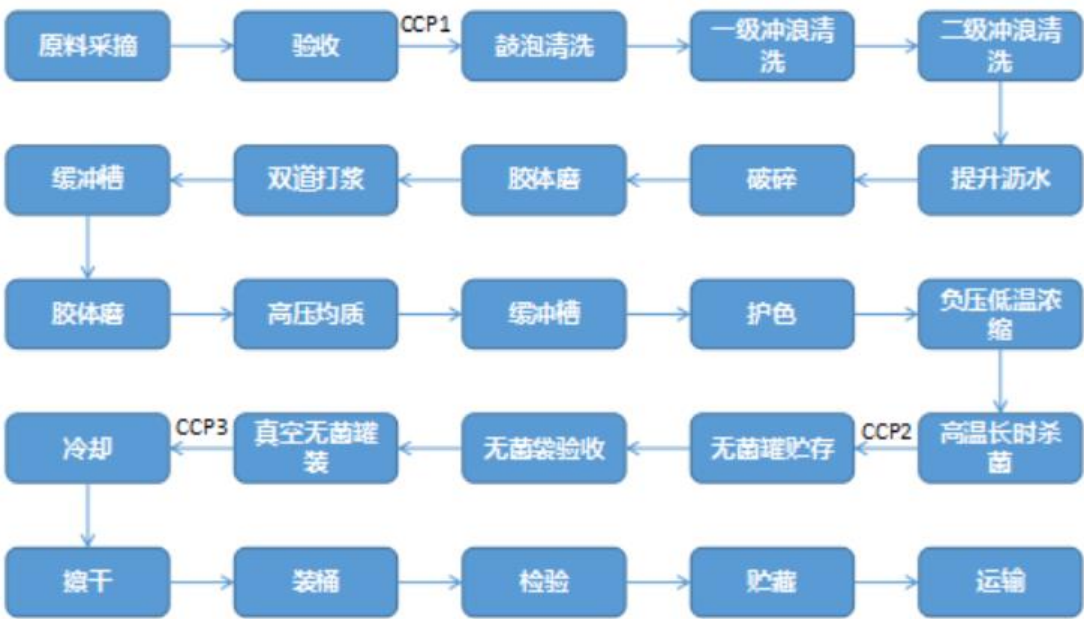 原料采摘
验收
CCP1
鼓泡清洗
一级冲浪清
洗
二级冲浪清
洗
提升沥水
破碎
胶体磨
双道打浆
缓冲槽
胶体磨
高压均质
缓冲槽
护色
负压低温浓
缩
高温长时杀
菌
CCP2
无菌罐贮存
无菌袋验收
真空无菌罐
装
CCP3
冷却
擦干
装桶
检验
贮藏
运输